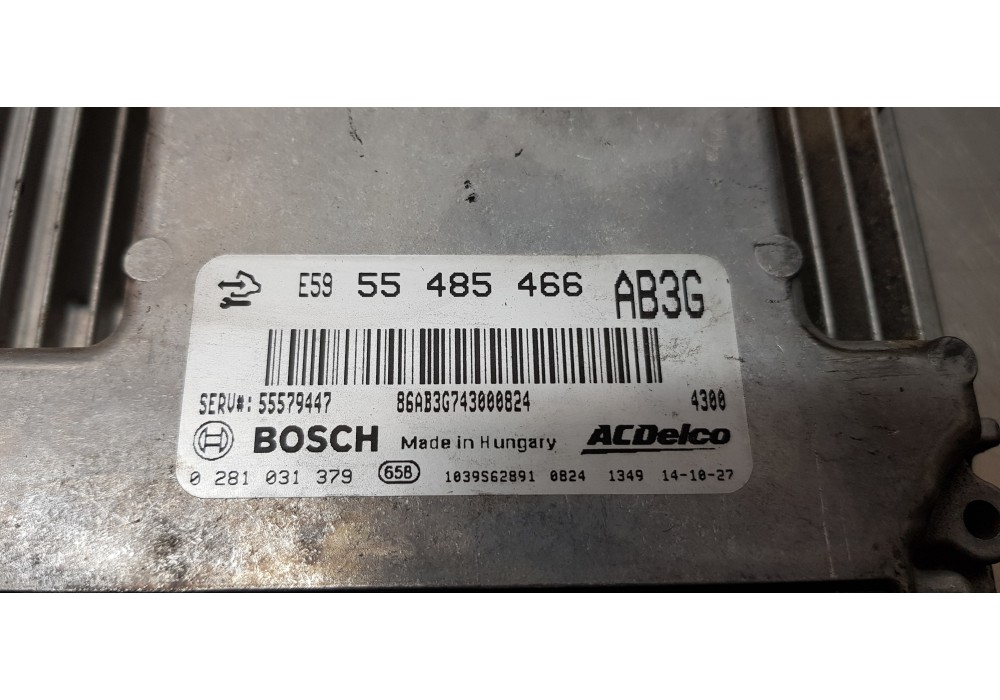 E59 55 485 466 AB3G
SERV#: 55579447 86AB3G743000824 4300
BOSCH Made in Hungary ACDelco
0 281 031 379 658 1039S62891 0824 1349 14-10-27